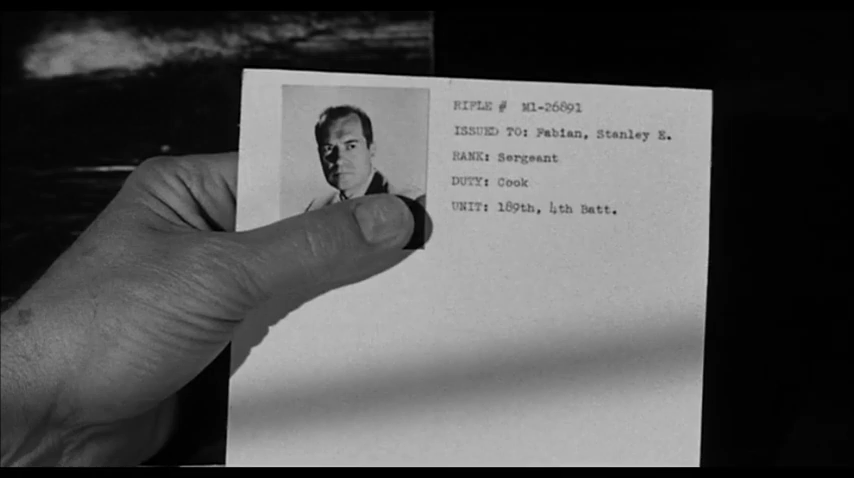 RIFLE # M1-26891
ISSUED TO: Fabian, Stanley E.
RANK: Sergeant
DUTY: Cook
UNIT: 189th, 4th Batt.